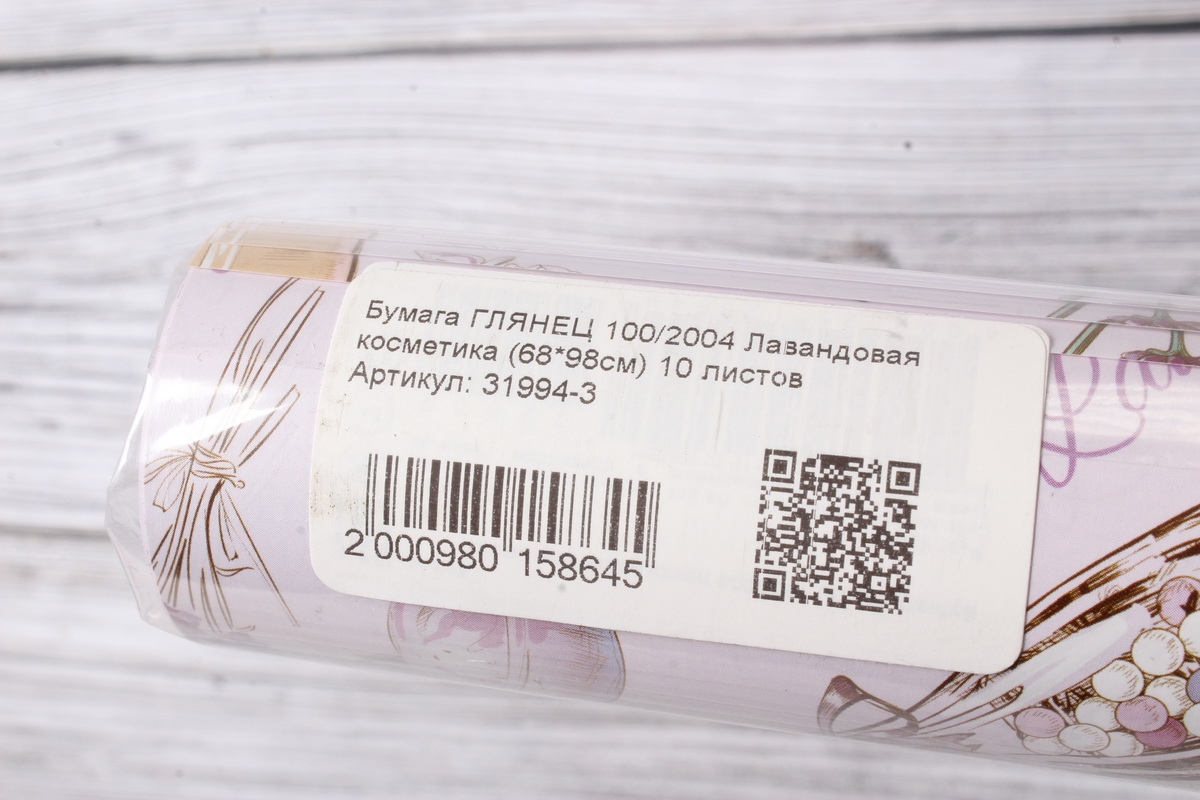 Бумага ГЛЯНЕЦ 100/2004 Лавандовая
косметика (68*98см) 10 листов
Артикул: 31994-3
2 000980 158645